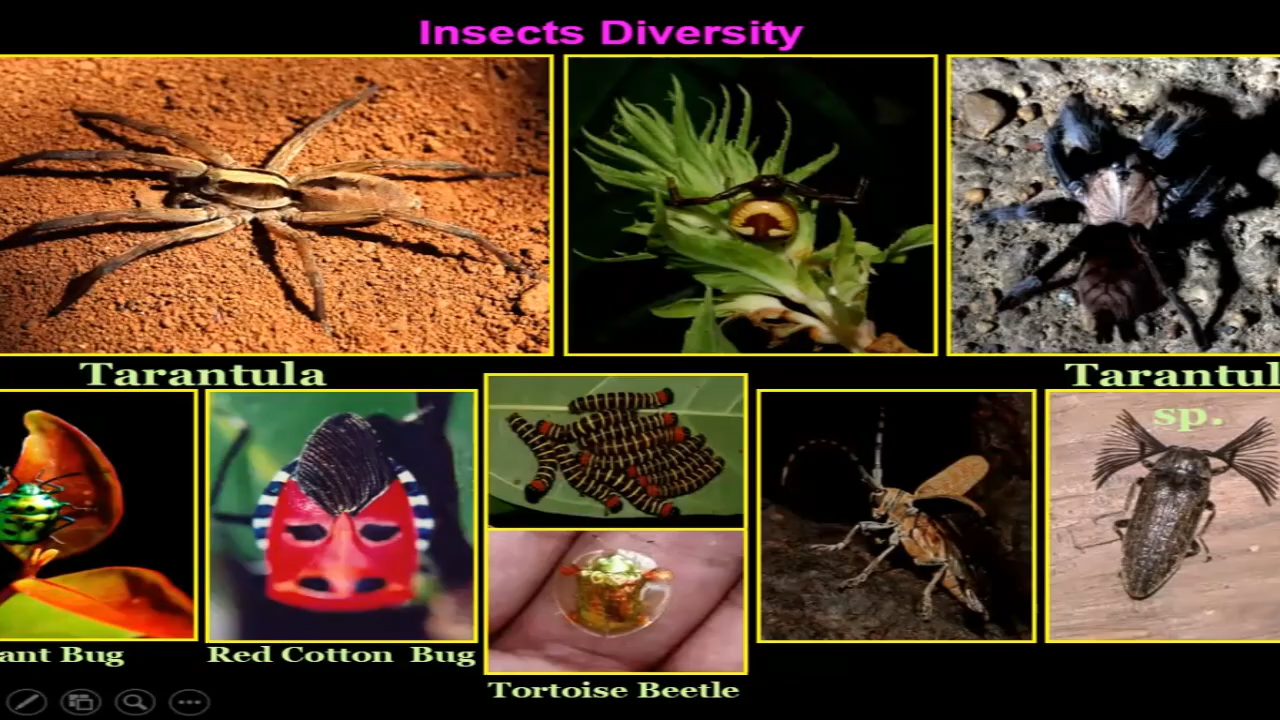 Insects Diversity
Tarantula
Tarantul
sp.
ant Bug
Red Cotton Bug
Tortoise Beetle